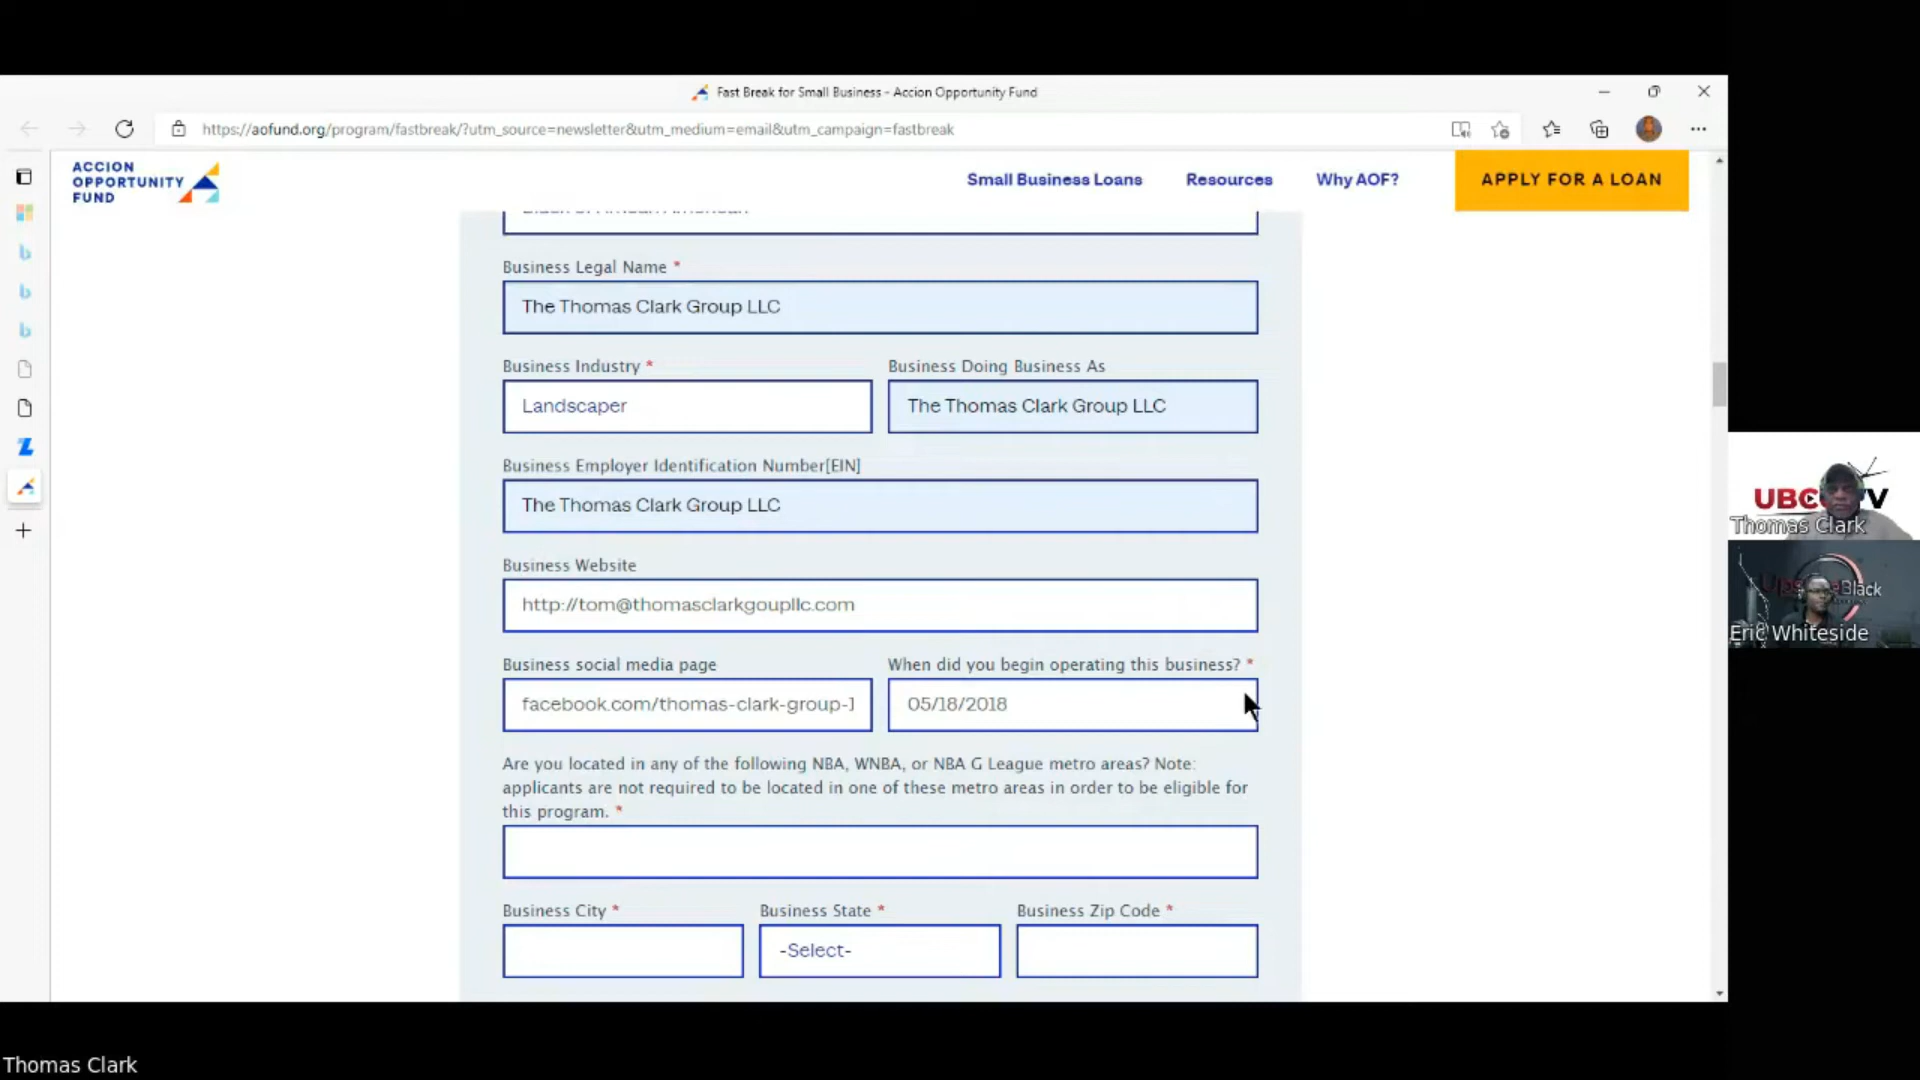 Fast Break for Small Business - Accion Opportunity Fund
https://aofund.org/program/fastbreak/?utm_source=newsletter&utm_medium=email&utm_campaign=fastbreak
ACCION
OPPORTUNITY
FUND
Small Business Loans
Resources
Why AOF?
APPLY FOR A LOAN
Business Legal Name *
The Thomas Clark Group LLC
Business Industry *
Business Doing Business As
Landscaper
The Thomas Clark Group LLC
Business Employer Identification Number[EIN]
The Thomas Clark Group LLC
Business Website
http://tom@thomasclarkgoupllc.com
Business social media page
When did you begin operating this business? *
facebook.com/thomas-clark-group-
05/18/2018
Are you located in any of the following NBA, WNBA, or NBA G League metro areas? Note:
applicants are not required to be located in one of these metro areas in order to be eligible for
this program. *
Business City *
Business State *
Business Zip Code *
-Select-
UBC
V
Thomas Clark
Black
Eric Whiteside
Thomas Clark